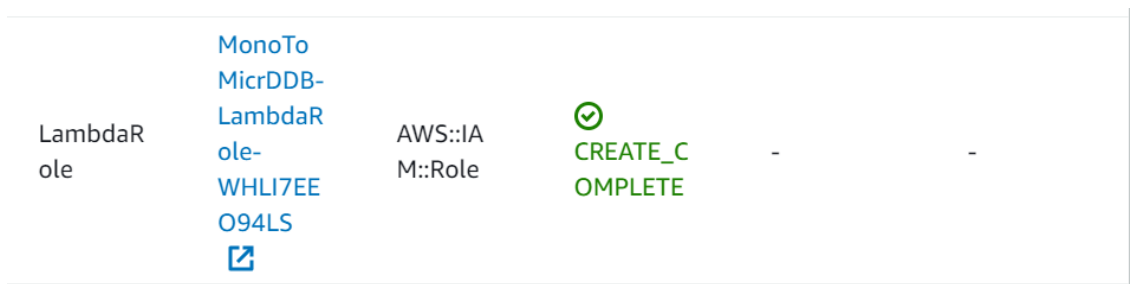 LambdaR
ole
MonoTo
MicrDDB-
LambdaR
ole-
WHLI7EE
O94LS
AWS::IA
M::Role
CREATE_C
OMPLETE
-
-